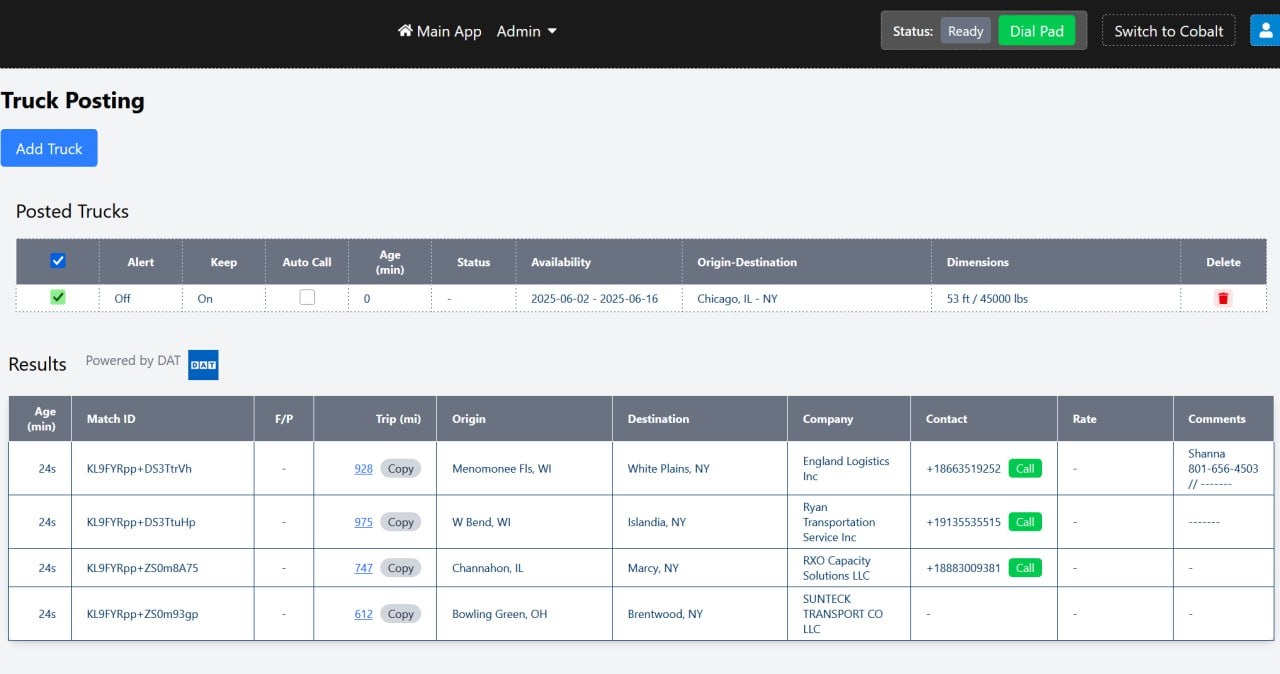 Main App Admin
Status: Ready Dial Pad Switch to Cobalt
Truck Posting
Add Truck
Posted Trucks
Alert Keep Auto Call Age (min) Status Availability Origin-Destination Dimensions Delete
Off On 0 - 2025-06-02 - 2025-06-16 Chicago, IL - NY 53 ft / 45000 lbs
Results Powered by DAT DAT
Age (min) Match ID F/P Trip (mi) Origin Destination Company Contact Rate Comments
24s KL9FYRpp+DS3TtrVh - 928 Copy Menomonee Fls, WI White Plains, NY England Logistics Inc +18663519252 Call - Shanna 801-656-4503 // -------
24s KL9FYRpp+DS3TtuHp - 975 Copy W Bend, WI Islandia, NY Ryan Transportation Service Inc +19135535515 Call - -------
24s KL9FYRpp+ZS0m8A75 - 747 Copy Channahon, IL Marcy, NY RXO Capacity Solutions LLC +18883009381 Call - -
24s KL9FYRpp+ZS0m93gp - 612 Copy Bowling Green, OH Brentwood, NY SUNTECK TRANSPORT CO LLC - - -